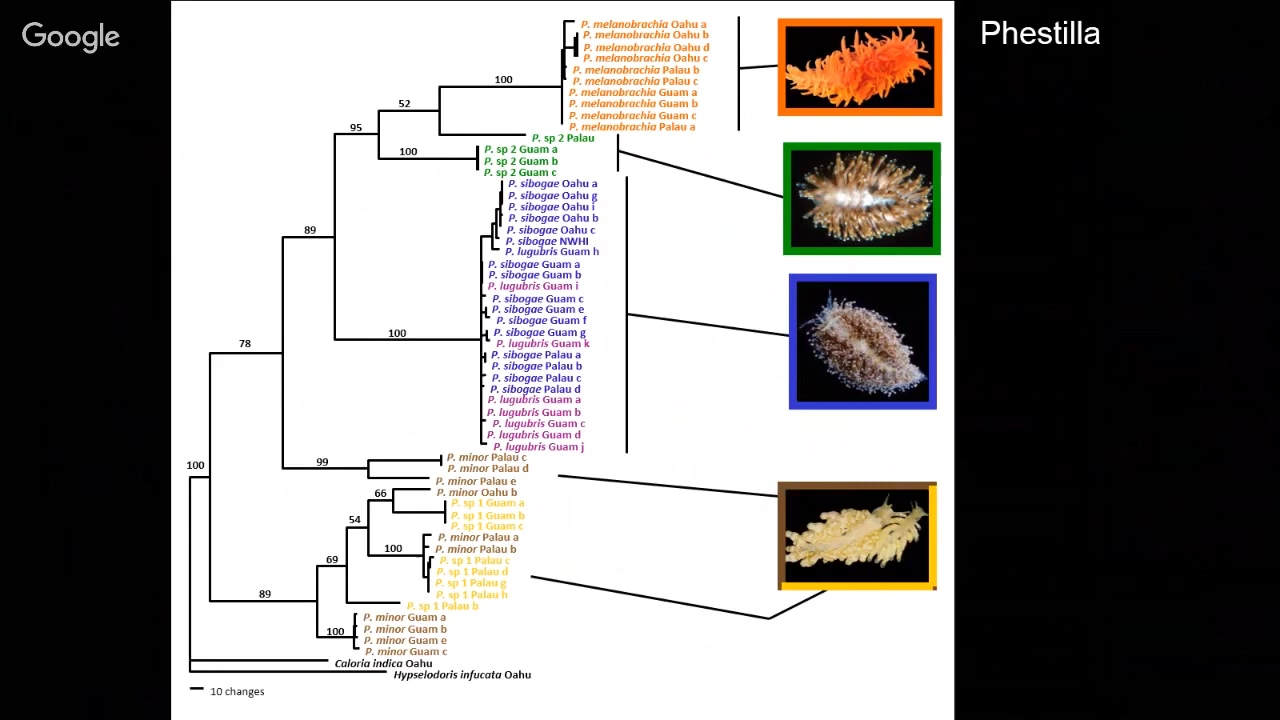 Google
Phestilla
P. melanobrachia Oahu a
P. melanobrachia Oahu b
P. melanobrachia Oahu d
P. melanobrachia Oahu c
P. melanobrachia Palau b
P. melanobrachia Palau c
P. melanobrachia Guam a
P. melanobrachia Guam b
P. melanobrachia Guam c
P. melanobrachia Palau a
P. sp 2 Palau
P. sp 2 Guam a
P. sp 2 Guam b
P. sp 2 Guam c
P. sibogae Oahu a
P. sibogae Oahu g
P. sibogae Oahu i
P. sibogae Oahu b
P. sibogae Oahu c
P. sibogae NWHI
P. lugubris Guam h
P. sibogae Guam a
P. sibogae Guam b
P. lugubris Guam i
P. sibogae Guam c
P. sibogae Guam e
P. sibogae Guam f
P. sibogae Guam g
P. lugubris Guam k
P. sibogae Palau a
P. sibogae Palau b
P. sibogae Palau c
P. sibogae Palau d
P. lugubris Guam a
P. lugubris Guam b
P. lugubris Guam c
P. lugubris Guam d
P. lugubris Guam j
P. minor Palau c
P. minor Palau d
P. minor Palau e
P. minor Oahu b
P. sp 1 Guam a
P. sp 1 Guam b
P. sp 1 Guam c
P. minor Palau a
P. minor Palau b
P. sp 1 Palau c
P. sp 1 Palau d
P. sp 1 Palau g
P. sp 1 Palau h
P. sp 1 Palau b
P. minor Guam a
P. minor Guam b
P. minor Guam e
P. minor Guam c
Caloria indica Oahu
Hypselodoris infucata Oahu
100
52
95
100
89
100
78
99
100
66
54
100
69
89
100
10 changes